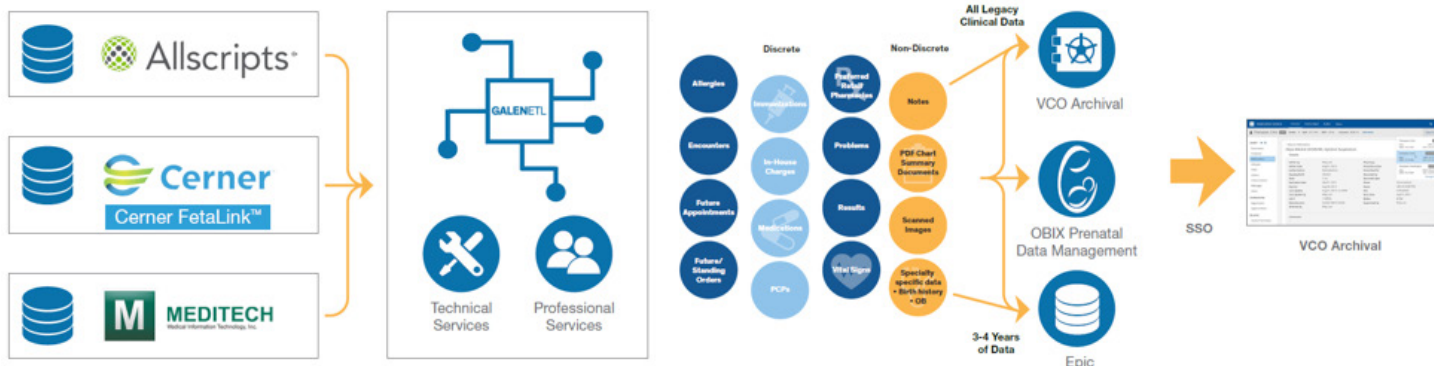 Allscripts
Cerner
Cerner FetaLink™
M
MEDITECH
Medical Information Technology, Inc.
GALENETL
Technical
Services
Professional
Services
Discrete
Non-Discrete
Allergies
Encounters
Future
Appointments
Future/
Standing
Orders
Immunizations
In-House
Charges
Medications
PCPs
Preferred
Retail
Pharmacies
Problems
Results
Vital Signs
Notes
PDF Chart
Summary
Documents
Scanned
Images
Specialty
specific data
• Birth history
• OB
All Legacy
Clinical Data
3-4 Years
of Data
VCO Archival
OBIX Prenatal
Data Management
Epic
SSO
VCO Archival